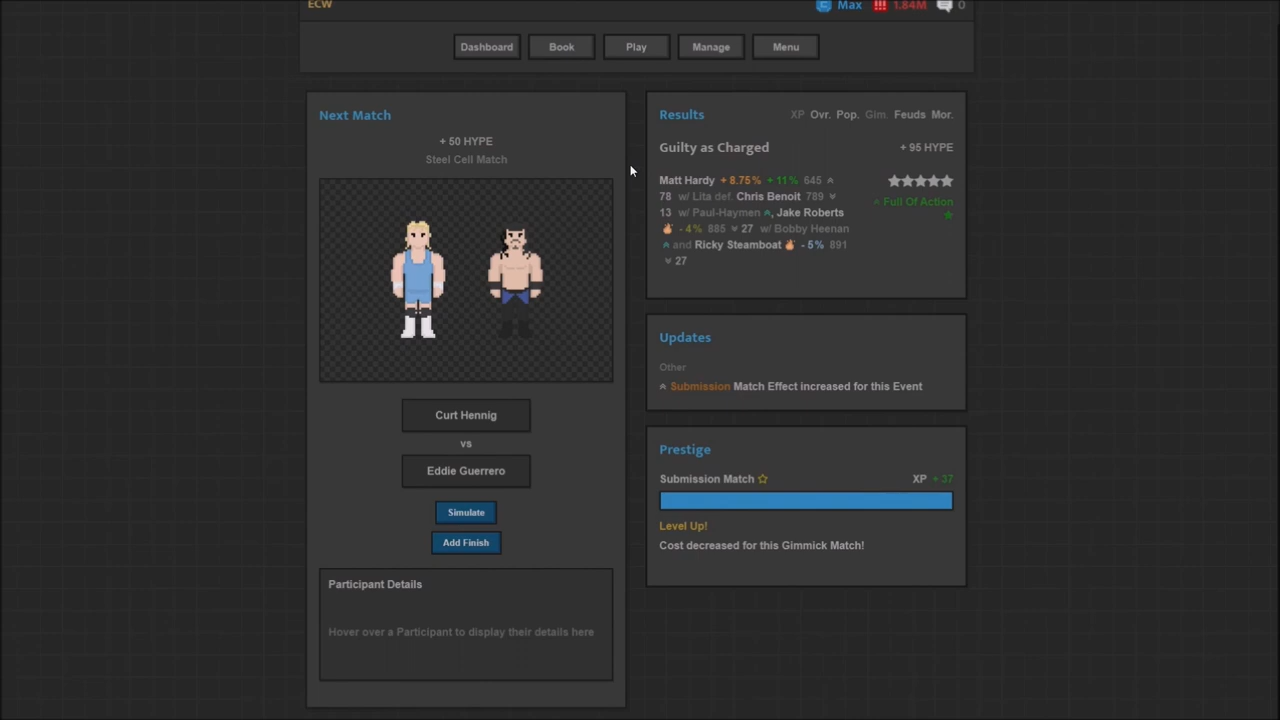 ECW
Max 1.84M 0
Dashboard Book Play Manage Menu
Next Match
+ 50 HYPE
Steel Cell Match
Curt Hennig
vs
Eddie Guerrero
Simulate
Add Finish
Participant Details
Hover over a Participant to display their details here
Results XP Ovr. Pop. Gim. Feuds Mor.
Guilty as Charged + 95 HYPE
Matt Hardy + 8.75% + 11% 645
78 w/ Lita def. Chris Benoit 789
13 w/ Paul-Haymen , Jake Roberts
- 4% 885 27 w/ Bobby Heenan
and Ricky Steamboat - 5% 891
27
Full Of Action
Updates
Other
Submission Match Effect increased for this Event
Prestige
Submission Match XP + 37
Level Up!
Cost decreased for this Gimmick Match!